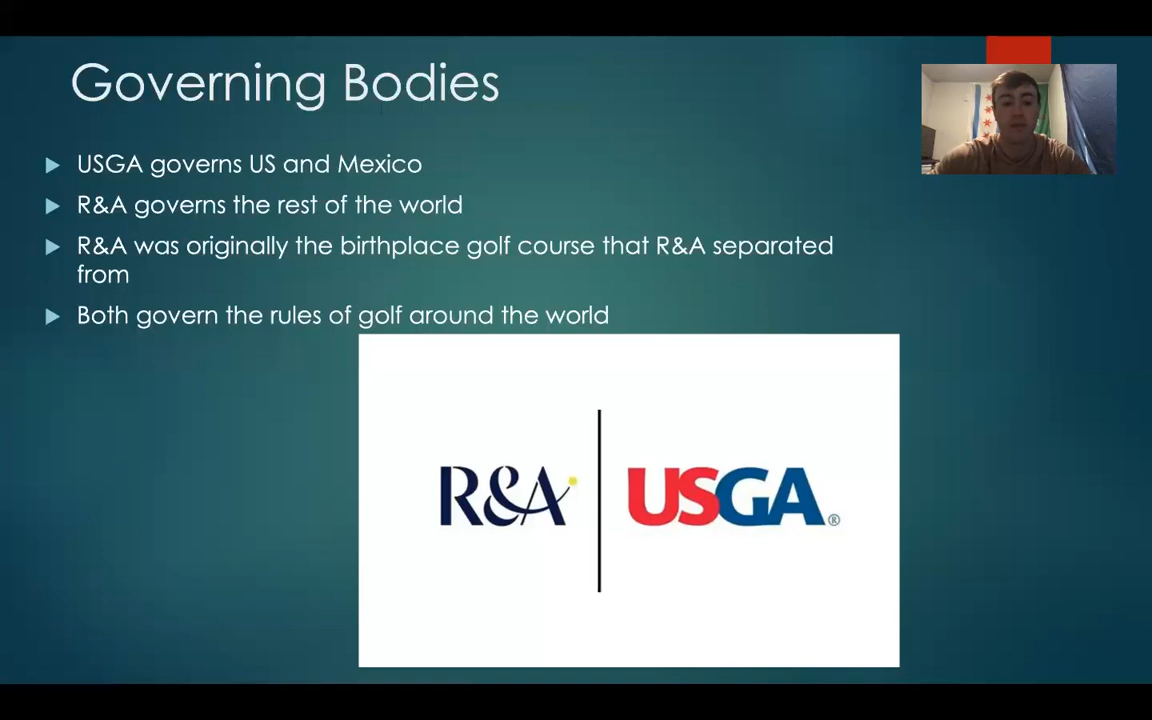 Governing Bodies
USGA governs US and Mexico
R&A governs the rest of the world
R&A was originally the birthplace golf course that R&A separated
from
Both govern the rules of golf around the world
R&A
USGA®